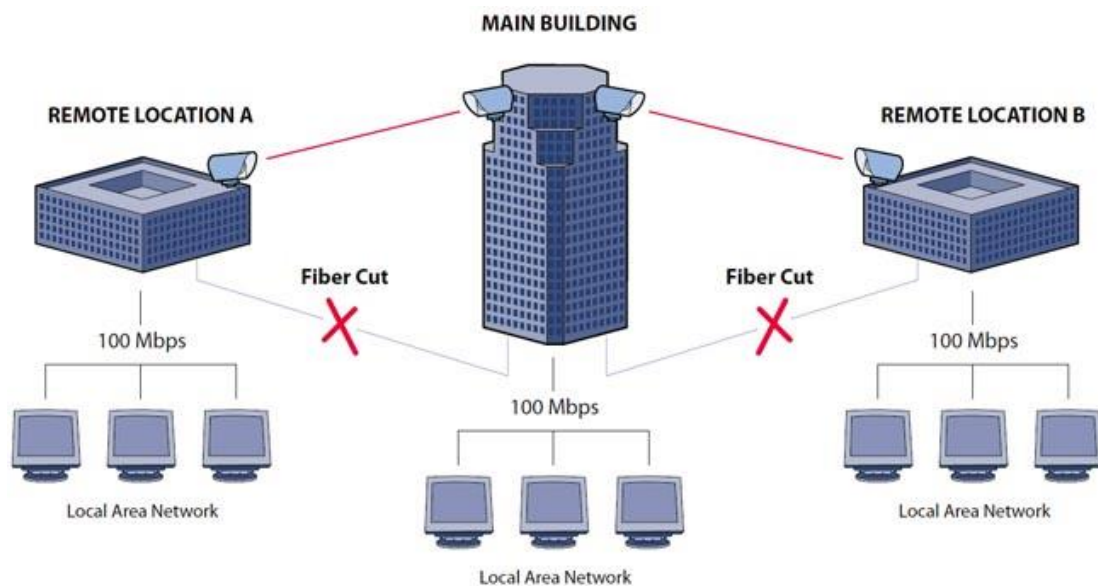 MAIN BUILDING
REMOTE LOCATION A
REMOTE LOCATION B
Fiber Cut
Fiber Cut
100 Mbps
100 Mbps
100 Mbps
Local Area Network
Local Area Network
Local Area Network